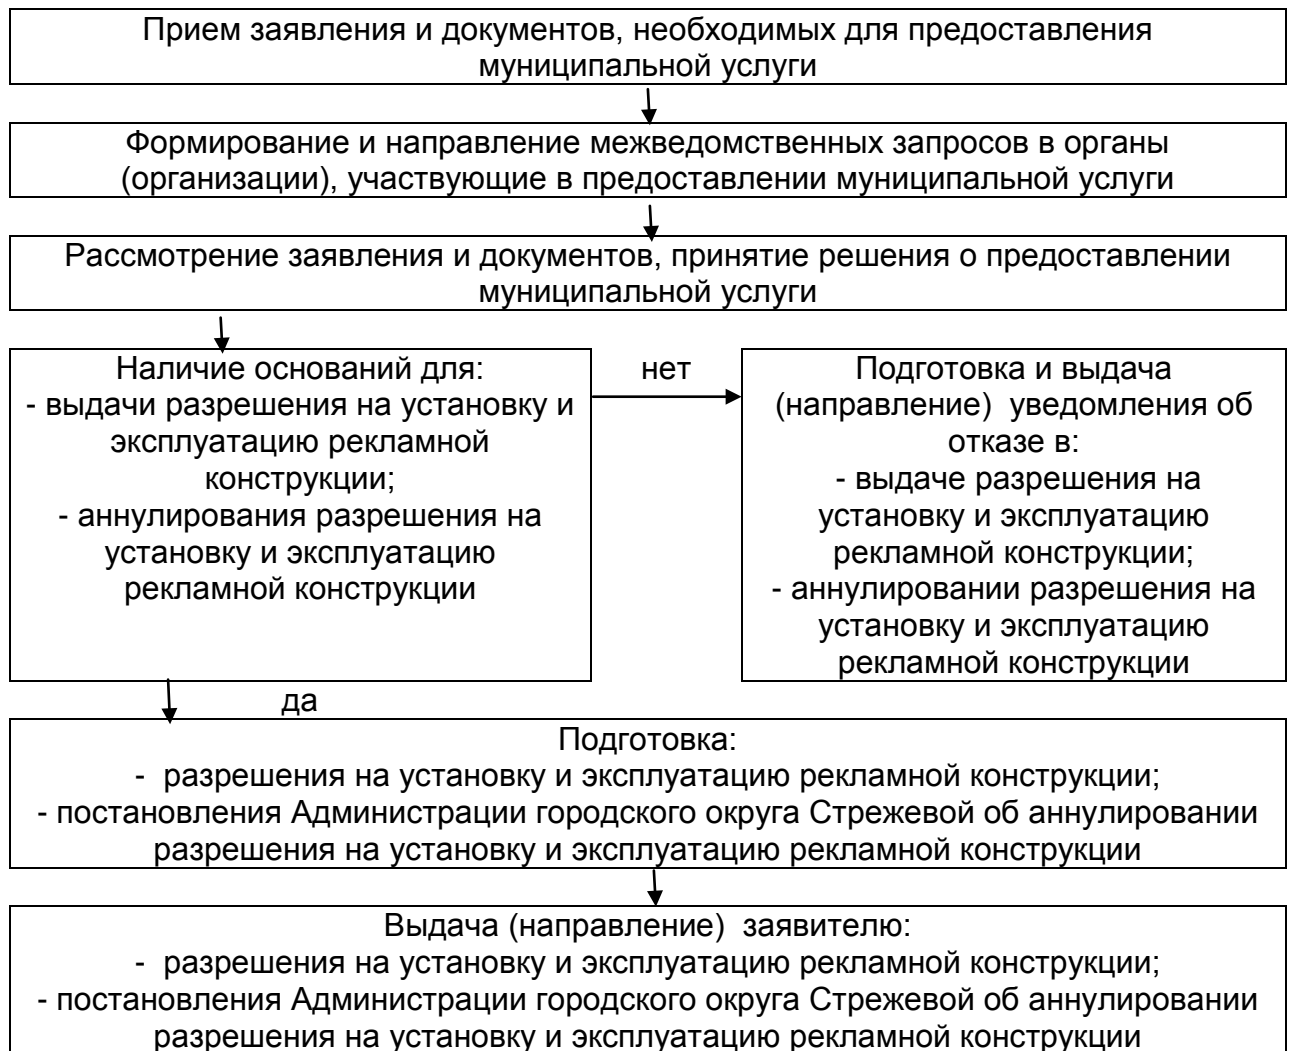 Прием заявления и документов, необходимых для предоставления
муниципальной услуги
Формирование и направление межведомственных запросов в органы
(организации), участвующие в предоставлении муниципальной услуги
Рассмотрение заявления и документов, принятие решения о предоставлении
муниципальной услуги
Наличие оснований для:
- выдачи разрешения на установку и
эксплуатацию рекламной
конструкции;
- аннулирования разрешения на
установку и эксплуатацию
рекламной конструкции
нет
Подготовка и выдача
(направление) уведомления об
отказе в:
- выдаче разрешения на
установку и эксплуатацию
рекламной конструкции;
- аннулировании разрешения на
установку и эксплуатацию
рекламной конструкции
да
Подготовка:
- разрешения на установку и эксплуатацию рекламной конструкции;
- постановления Администрации городского округа Стрежевой об аннулировании
разрешения на установку и эксплуатацию рекламной конструкции
Выдача (направление) заявителю:
- разрешения на установку и эксплуатацию рекламной конструкции;
- постановления Администрации городского округа Стрежевой об аннулировании
разрешения на установку и эксплуатацию рекламной конструкции